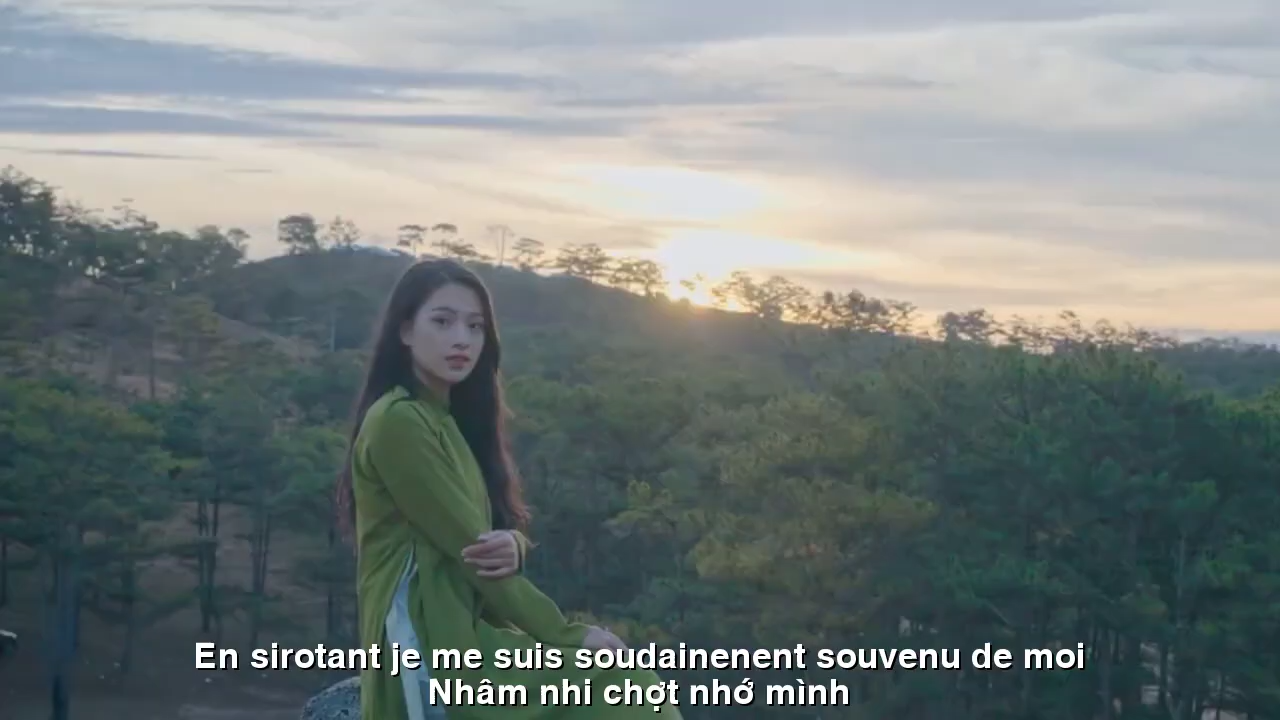 En sirotant je me suis soudainenent souvenu de moi
Nhâm nhi chợt nhớ mình